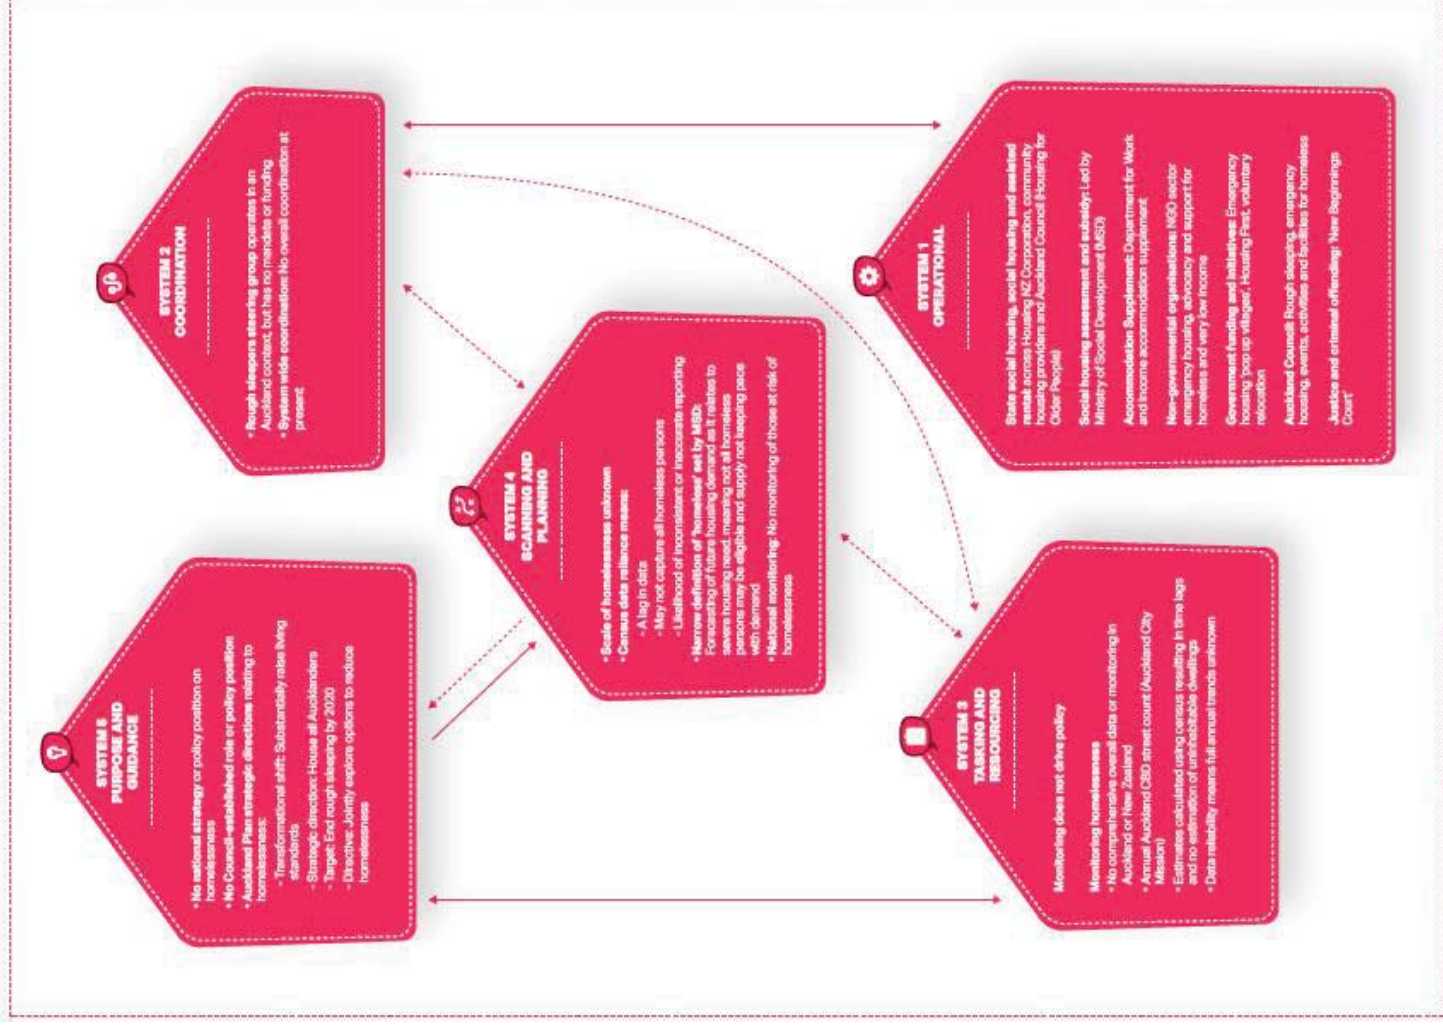 SYSTEM 5
PURPOSE AND
GUIDANCE
• No national strategy or policy position on
homelessness
• No Council-established role or policy position
• Auckland Plan strategic directions relating to
homelessness:
• Transformational shift: Substantially raise living
standards
• Strategic direction: House all Aucklanders
• Target: End rough sleeping by 2020
• Directive: Jointly explore options to reduce
homelessness
SYSTEM 2
COORDINATION
• Rough sleepers steering group operates in an
Auckland context, but has no mandate or funding
• System wide coordination: No overall coordination at
present
SYSTEM 4
SCANNING AND
PLANNING
• Scale of homelessness unknown
• Census data reliance means:
• A lag in data
• May not capture all homeless persons
• Likelihood of inconsistent or inaccurate reporting
• Narrow definition of 'homeless' set by MSD:
Forecasting of future housing demand as it relates to
severe housing need, meaning not all homeless
persons may be eligible and supply not keeping pace
with demand
• National monitoring: No monitoring of those at risk of
homelessness
SYSTEM 3
TASKING AND
RESOURCING
Monitoring does not drive policy
Monitoring homelessness
• No comprehensive overall data or monitoring in
Auckland or New Zealand
• Annual Auckland CBD street count (Auckland City
Mission)
• Estimates calculated using census resulting in time lags
and no estimation of uninhabitable dwellings
• Data reliability means full annual trends unknown
SYSTEM 1
OPERATIONAL
State social housing, social housing and assisted
rental: across Housing NZ Corporation, community
housing providers and Auckland Council (Housing for
Older People)
Social housing assessment and subsidy: Led by
Ministry of Social Development (MSD)
Accommodation Supplement: Department for Work
and Income accommodation supplement
Non-governmental organisations: NGO sector
emergency housing, advocacy and support for
homeless and very low income
Government funding and initiatives: Emergency
housing 'pop up villages', Housing First, voluntary
relocation
Auckland Council: Rough sleeping, emergency
housing, events, activities and facilities for homeless
Justice and criminal offending: 'New Beginnings
Court'